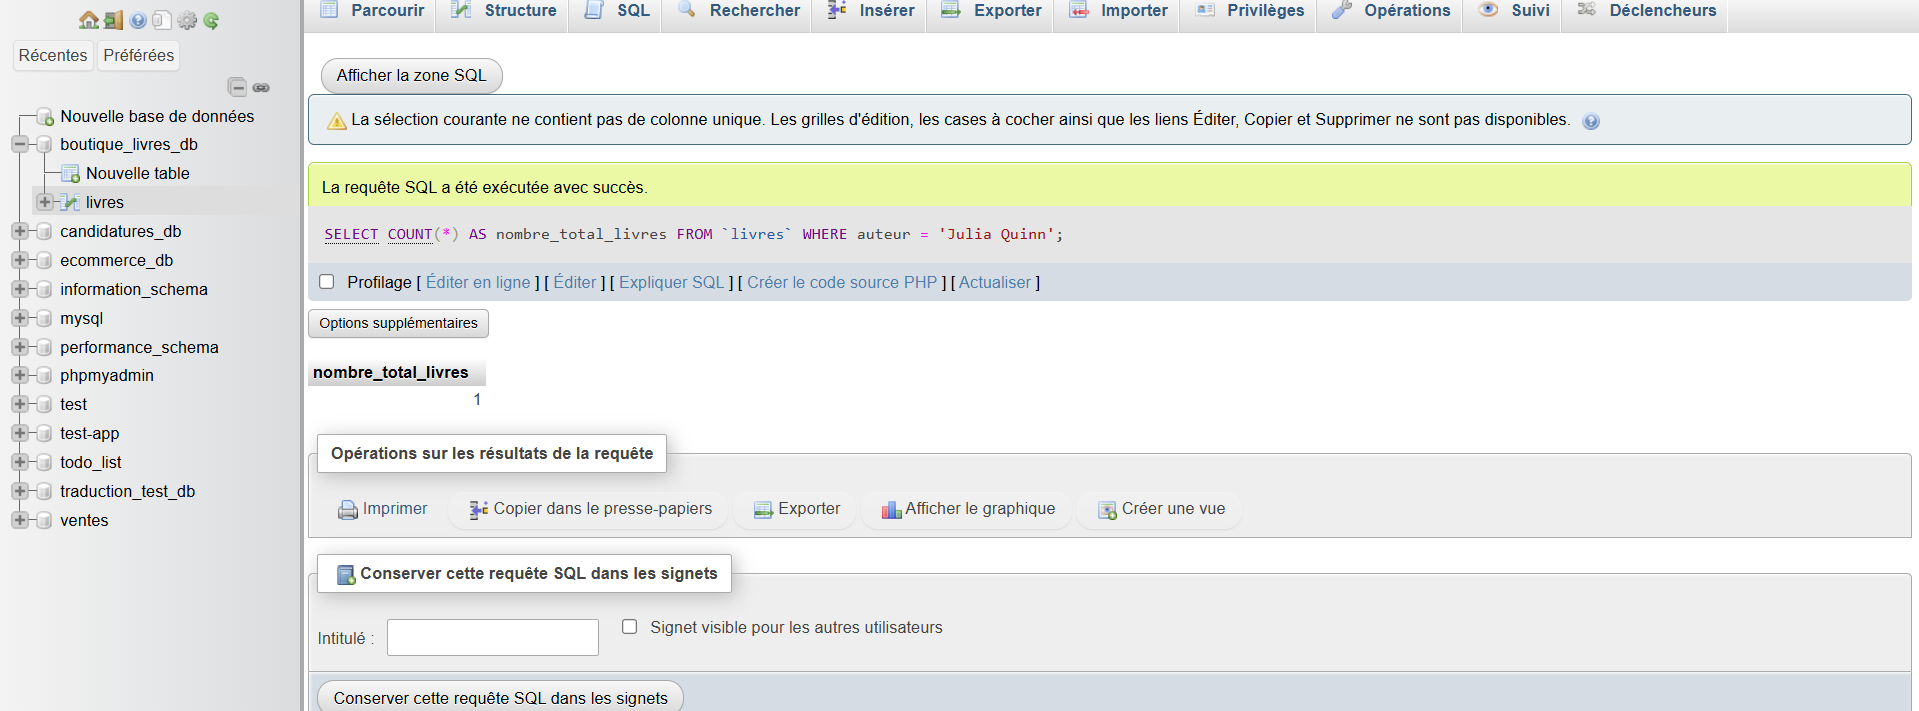 Récentes Préférées
Nouvelle base de données
boutique_livres_db
Nouvelle table
livres
candidatures_db
ecommerce_db
information_schema
mysql
performance_schema
phpmyadmin
test
test-app
todo_list
traduction_test_db
ventes
Parcourir Structure SQL Rechercher Insérer Exporter Importer Privilèges Opérations Suivi Déclencheurs
Afficher la zone SQL
La sélection courante ne contient pas de colonne unique. Les grilles d'édition, les cases à cocher ainsi que les liens Éditer, Copier et Supprimer ne sont pas disponibles.
La requête SQL a été exécutée avec succès.
SELECT COUNT(*) AS nombre_total_livres FROM `livres` WHERE auteur = 'Julia Quinn';
Profilage [ Éditer en ligne ] [ Éditer ] [ Expliquer SQL ] [ Créer le code source PHP ] [ Actualiser ]
Options supplémentaires
nombre_total_livres
1
Opérations sur les résultats de la requête
Imprimer Copier dans le presse-papiers Exporter Afficher le graphique Créer une vue
Conserver cette requête SQL dans les signets
Intitulé : Signet visible pour les autres utilisateurs
Conserver cette requête SQL dans les signets